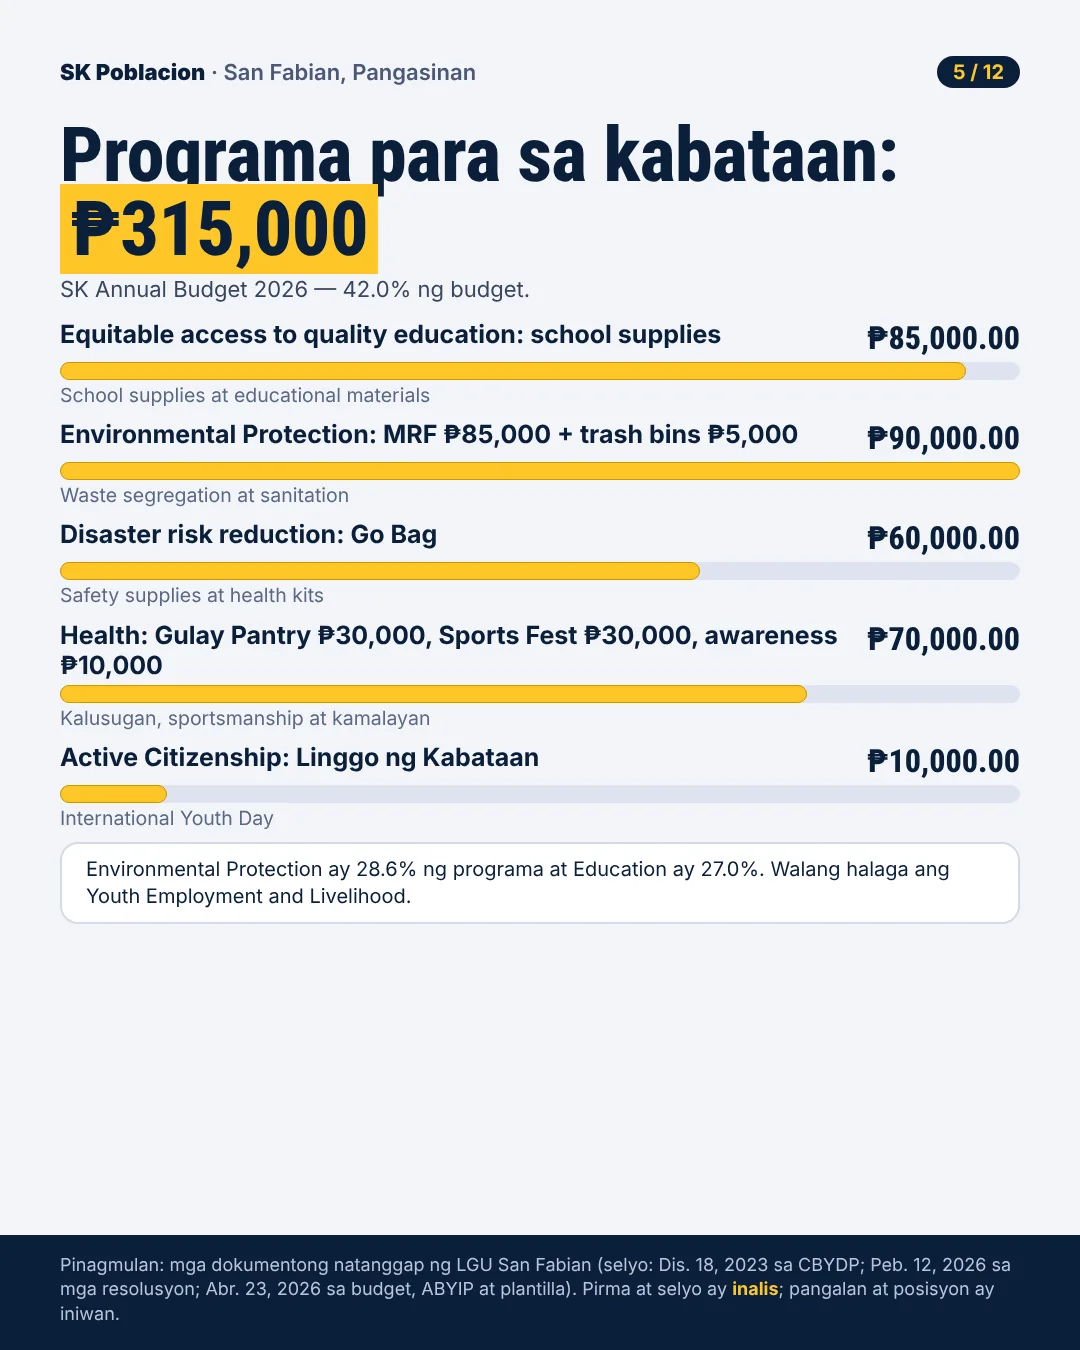 SK Poblacion · San Fabian, Pangasinan
5 / 12
Programa para sa kabataan:
₱315,000
SK Annual Budget 2026 — 42.0% ng budget.
Equitable access to quality education: school supplies ₱85,000.00
School supplies at educational materials
Environmental Protection: MRF ₱85,000 + trash bins ₱5,000 ₱90,000.00
Waste segregation at sanitation
Disaster risk reduction: Go Bag ₱60,000.00
Safety supplies at health kits
Health: Gulay Pantry ₱30,000, Sports Fest ₱30,000, awareness ₱70,000.00
₱10,000
Kalusugan, sportsmanship at kamalayan
Active Citizenship: Linggo ng Kabataan ₱10,000.00
International Youth Day
Environmental Protection ay 28.6% ng programa at Education ay 27.0%. Walang halaga ang
Youth Employment and Livelihood.
Pinagmulan: mga dokumentong natanggap ng LGU San Fabian (selyo: Dis. 18, 2023 sa CBYDP; Peb. 12, 2026 sa
mga resolusyon; Abr. 23, 2026 sa budget, ABYIP at plantilla). Pirma at selyo ay inalis; pangalan at posisyon ay
iniwan.